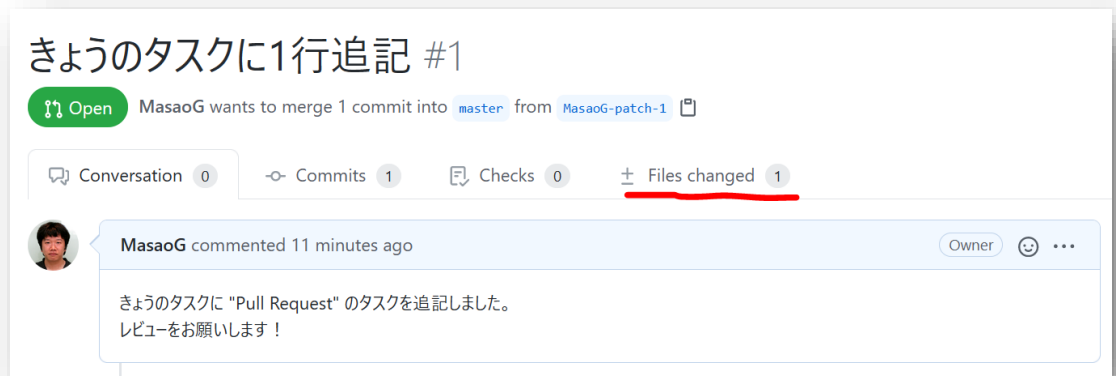 きょうのタスクに1行追記 #1
Open MasaoG wants to merge 1 commit into master from MasaoG-patch-1
Conversation 0 Commits 1 Checks 0 Files changed 1
MasaoG commented 11 minutes ago Owner
きょうのタスクに "Pull Request" のタスクを追記しました。
レビューをお願いします！